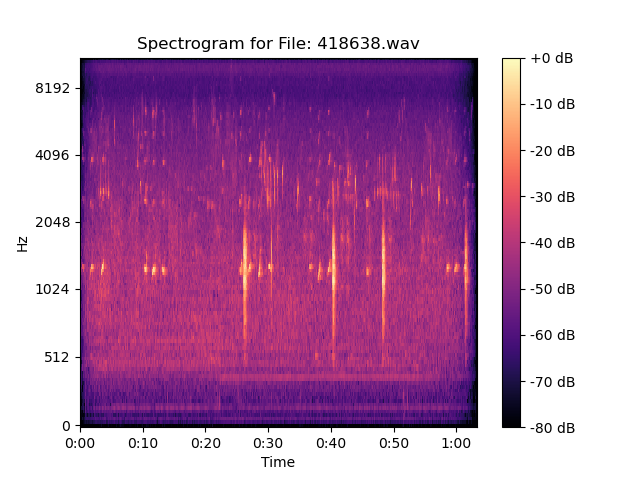 Spectrogram for File: 418638.wav
8192
4096
2048
1024
512
0
Hz
0:00 0:10 0:20 0:30 0:40 0:50 1:00
Time
+0 dB
-10 dB
-20 dB
-30 dB
-40 dB
-50 dB
-60 dB
-70 dB
-80 dB